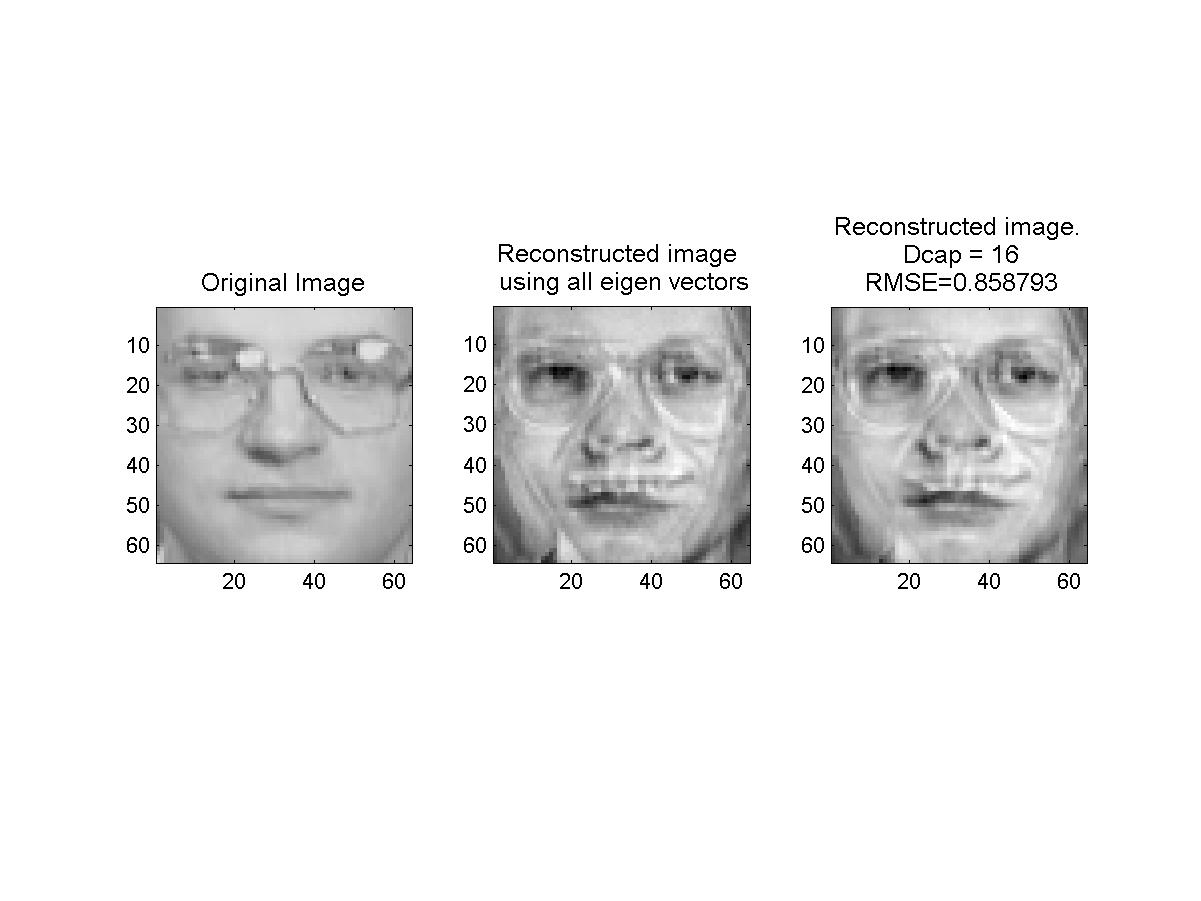 Original Image
10
20
30
40
50
60
20 40 60
Reconstructed image
using all eigen vectors
10
20
30
40
50
60
20 40 60
Reconstructed image.
Dcap = 16
RMSE=0.858793
10
20
30
40
50
60
20 40 60